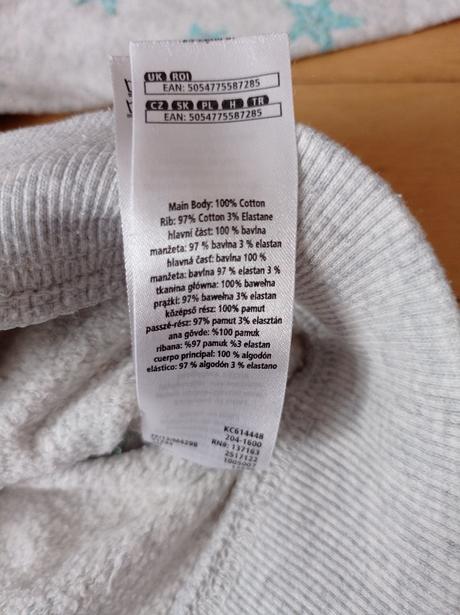 UK ROI
EAN: 5054775587285
CZ SK PL H TR
EAN: 5054775587285
Main Body: 100% Cotton
Rib: 97% Cotton 3% Elastane
hlavní část: 100 % bavlna
manžeta: 97 % bavlna 3 % elastan
hlavná časť: bavlna 100 %
manžeta: bavlna 97 % elastan 3 %
tkanina główna: 100% bawełna
prążki: 97% bawełna 3% elastan
középső rész: 100% pamut
passzé-rész: 97% pamut 3% elasztán
ana gövde: %100 pamuk
ribana: %97 pamuk %3 elastan
cuerpo principal: 100 % algodón
elástico: 97 % algodón 3 % elastano
KC614448
204-1600
RN#: 137163
2517122